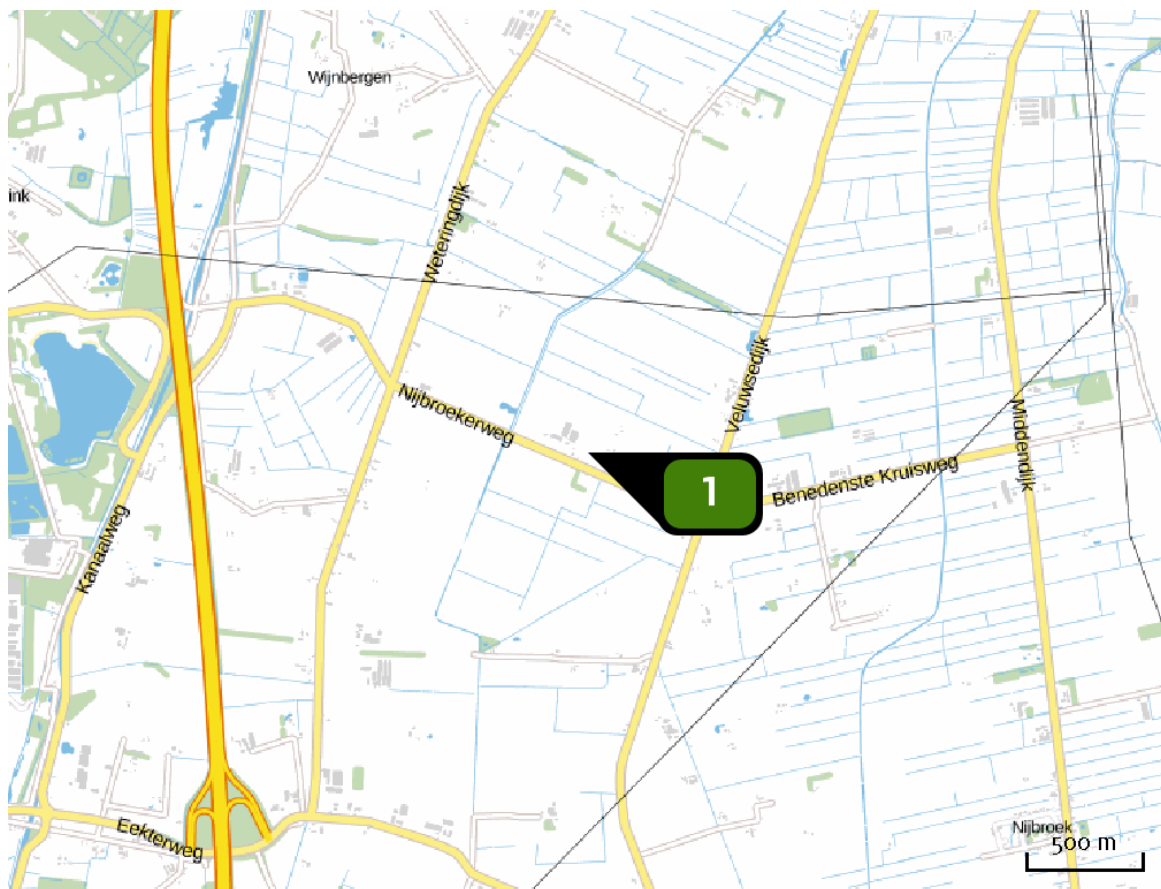 Wijnbergen
ink
Weteringdijk
Nijbroekerweg
Veluwsedijk
Middendijk
1
Benedenste Kruisweg
Kanaalweg
Eekterweg
Nijbroek
500 m